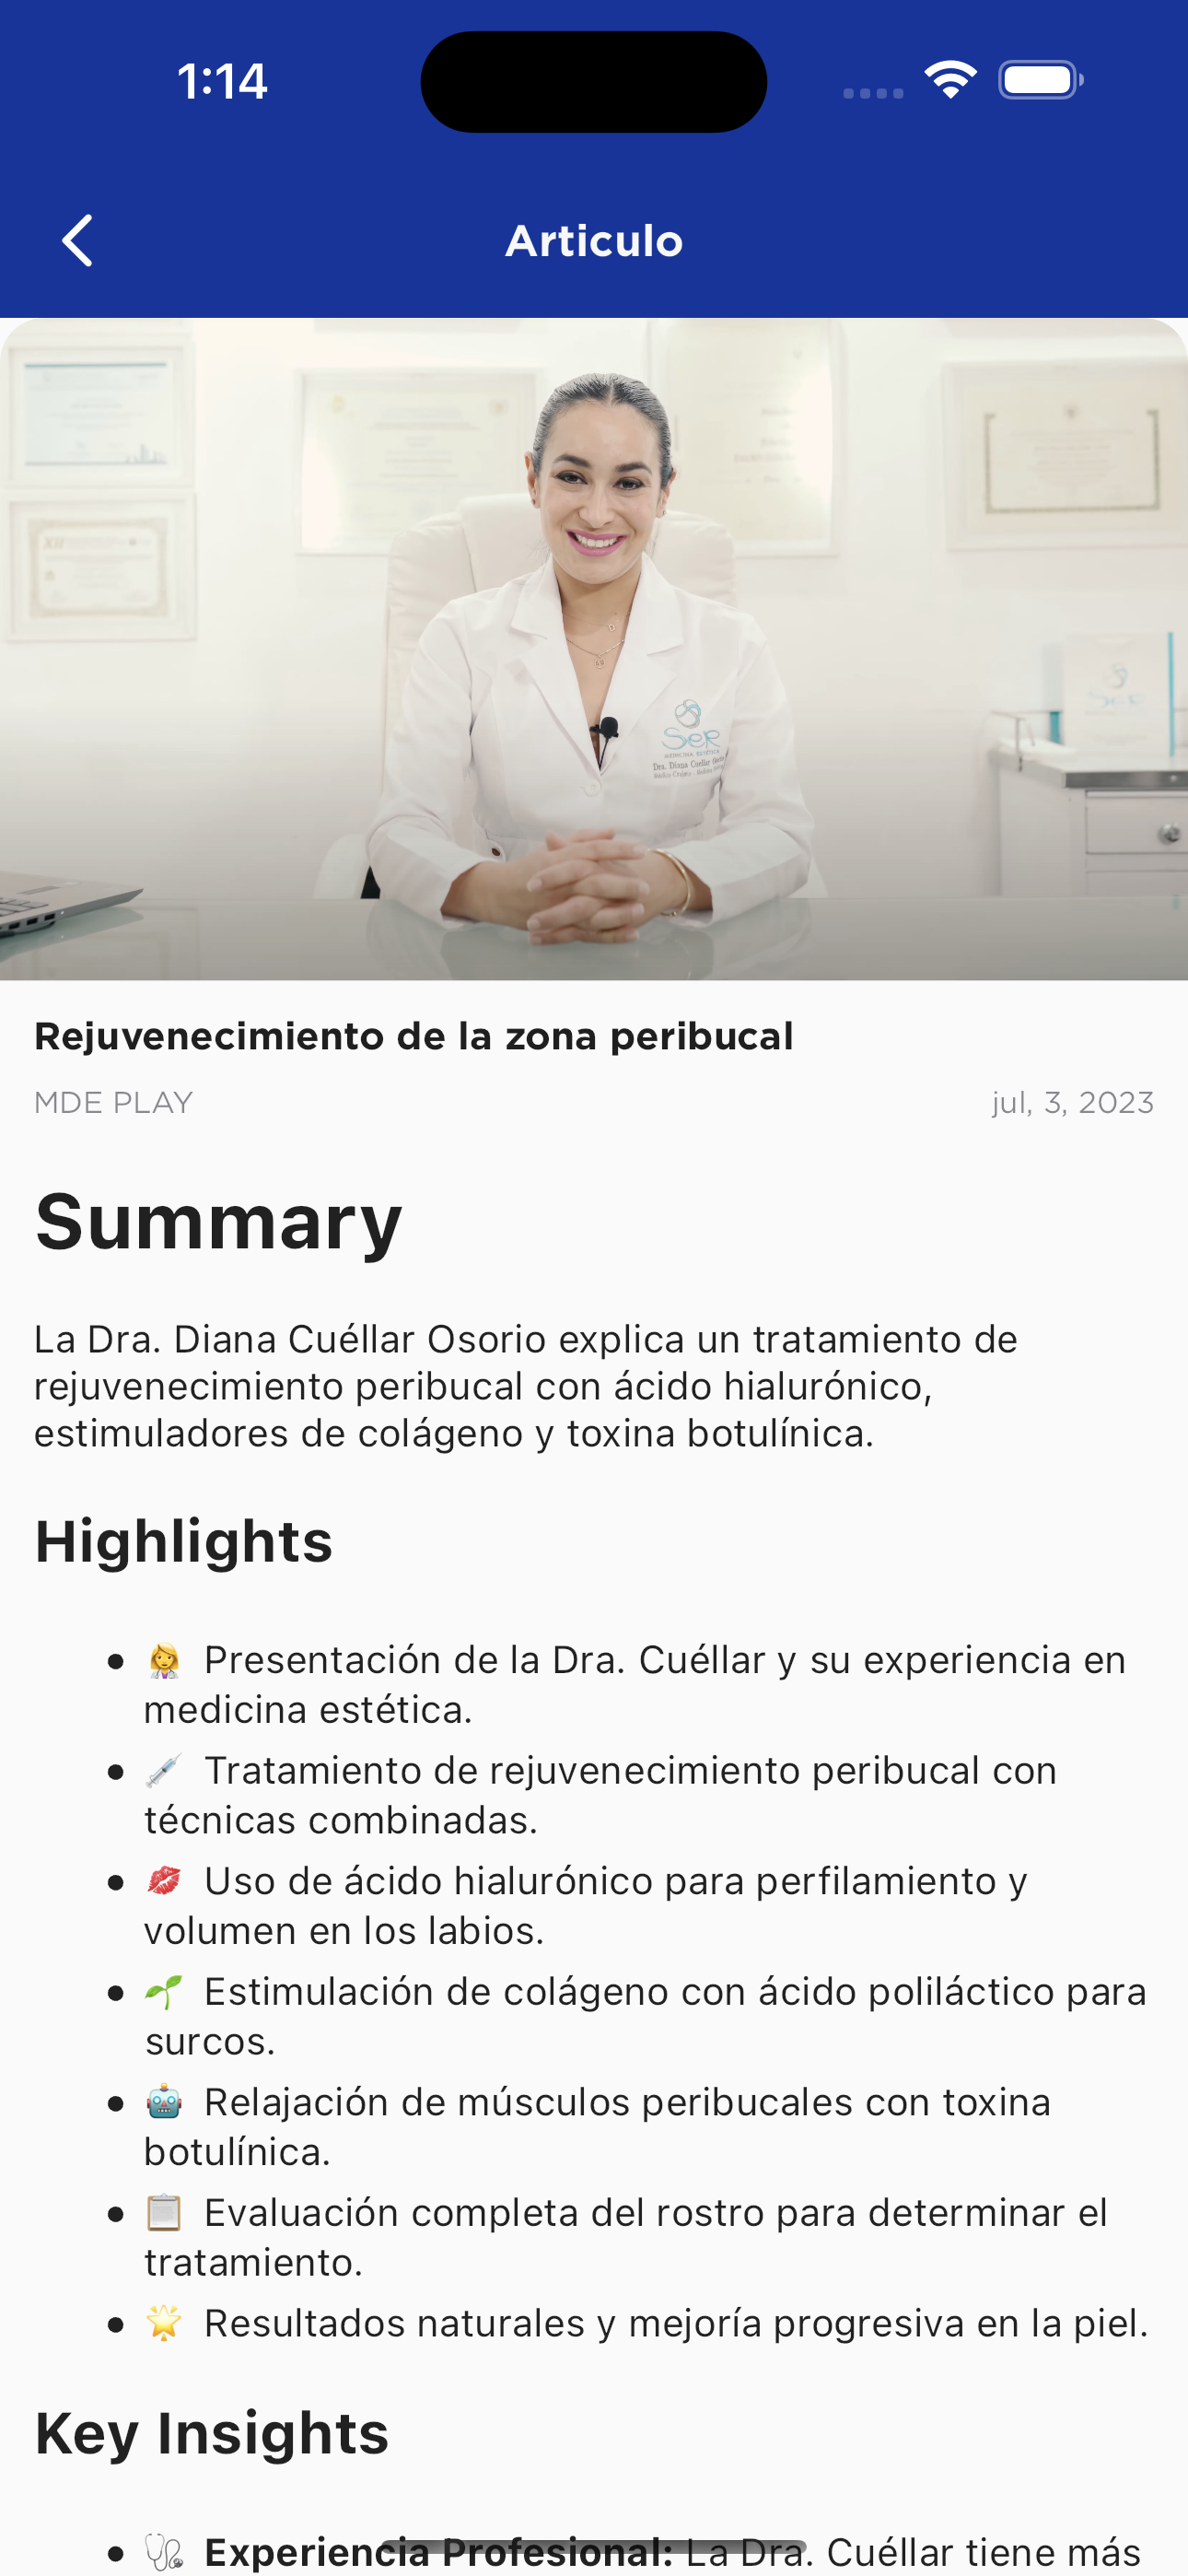 1:14
Articulo
XII
Ser
SeR
MEDICINA ESTÉTICA
Dra. Diana Cuellar
Rejuvenecimiento de la zona peribucal
MDE PLAY
jul, 3, 2023
Summary
La Dra. Diana Cuéllar Osorio explica un tratamiento de
rejuvenecimiento peribucal con ácido hialurónico,
estimuladores de colágeno y toxina botulínica.
Highlights
• 👩‍⚕️ Presentación de la Dra. Cuéllar y su experiencia en
medicina estética.
• 💉 Tratamiento de rejuvenecimiento peribucal con
técnicas combinadas.
• 💋 Uso de ácido hialurónico para perfilamiento y
volumen en los labios.
• 🌱 Estimulación de colágeno con ácido poliláctico para
surcos.
• 🤖 Relajación de músculos peribucales con toxina
botulínica.
• 📋 Evaluación completa del rostro para determinar el
tratamiento.
• 🌟 Resultados naturales y mejoría progresiva en la piel.
Key Insights
• 🩺 Experiencia Profesional: La Dra. Cuéllar tiene más